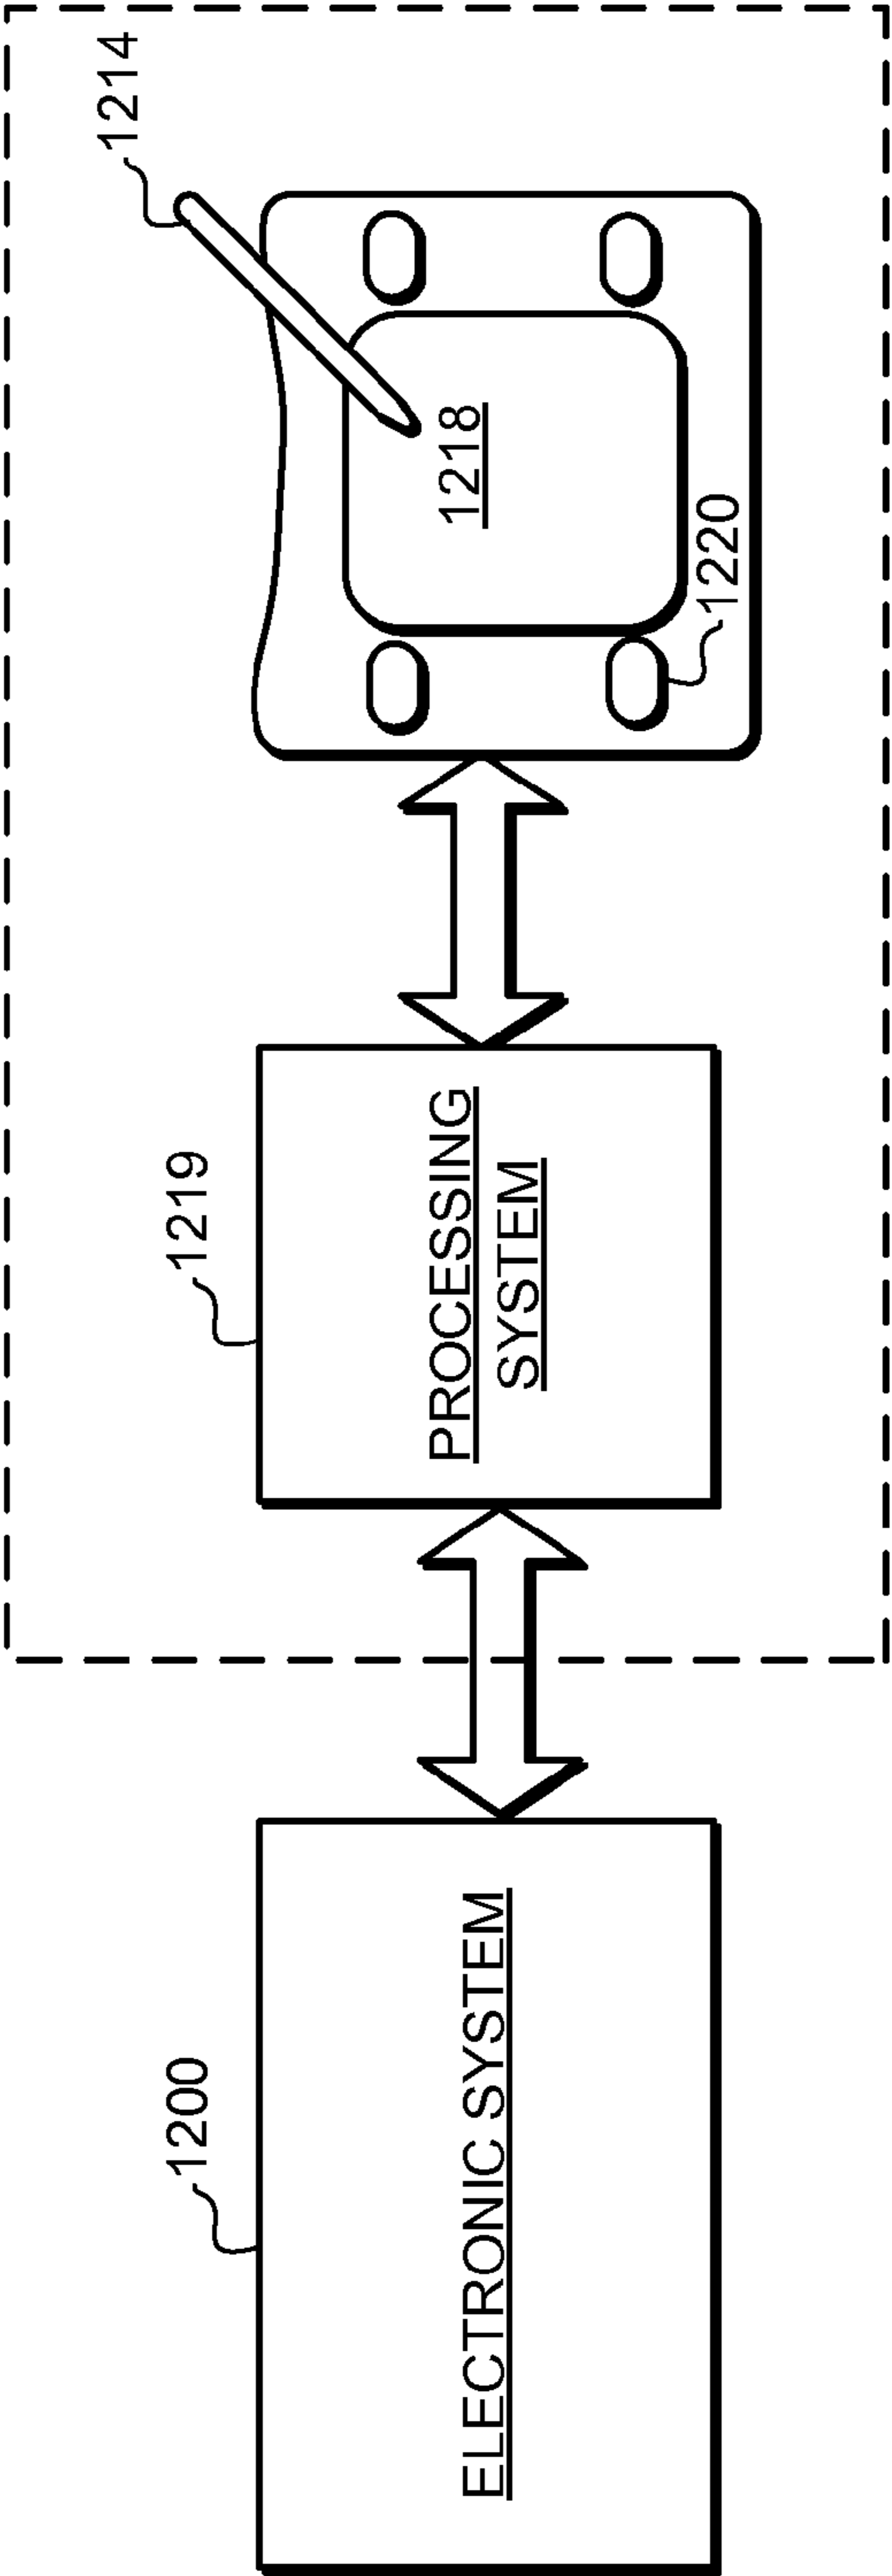 1200
ELECTRONIC SYSTEM
1219
PROCESSING
SYSTEM
1214
1218
1220